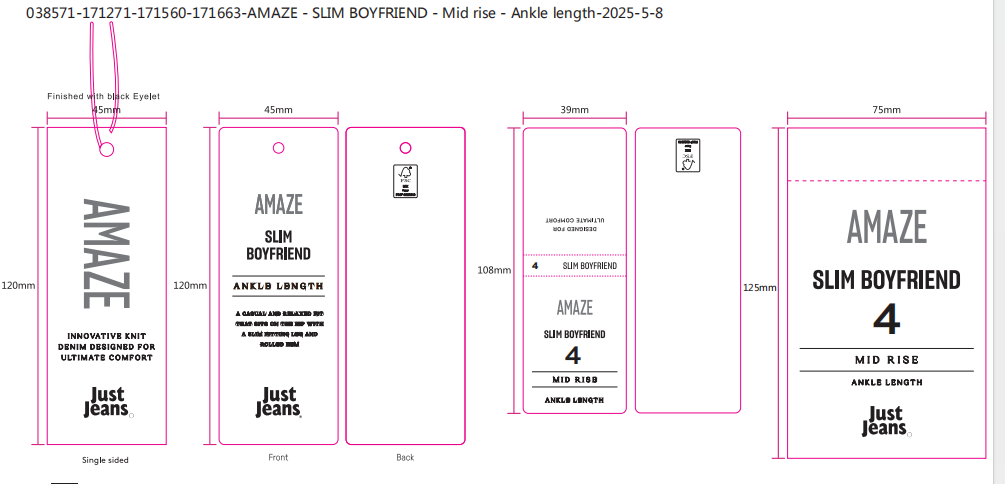 038571-171271-171560-171663-AMAZE - SLIM BOYFRIEND - Mid rise - Ankle length-2025-5-8
Finished with black Eyelet
45mm
120mm
AMAZE
INNOVATIVE KNIT
DENIM DESIGNED FOR
ULTIMATE COMFORT
Just
Jeans
Single sided
45mm
120mm
AMAZE
SLIM
BOYFRIEND
ANKLE LENGTH
A CASUAL AND RELAXED FIT
THAT SITS ON THE HIP WITH
A SLIM FITTING LEG AND
ROLLED HEM
Just
Jeans
Front
FSC
Back
39mm
108mm
DESIGNED FOR
ULTIMATE COMFORT
4 SLIM BOYFRIEND
AMAZE
SLIM BOYFRIEND
4
MID RISE
ANKLE LENGTH
FSC
75mm
125mm
AMAZE
SLIM BOYFRIEND
4
MID RISE
ANKLE LENGTH
Just
Jeans